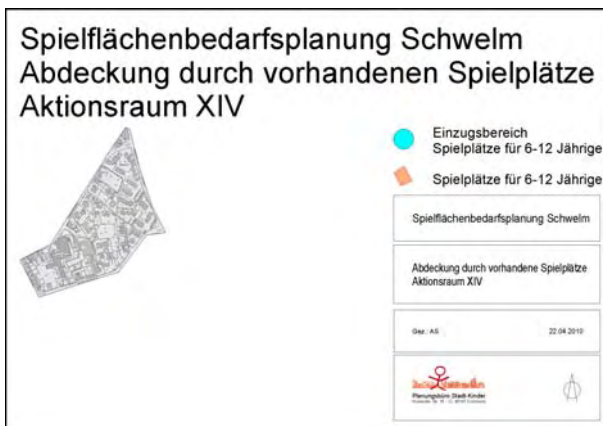 Spielflächenbedarfsplanung Schwelm
Abdeckung durch vorhandenen Spielplätze
Aktionsraum XIV
Einzugsbereich
Spielplätze für 6-12 Jährige
Spielplätze für 6-12 Jährige
Spielflächenbedarfsplanung Schwelm
Abdeckung durch vorhandene Spielplätze
Aktionsraum XIV
Gez.: AS
22.04.2010
Planungsbüro Stadt-Kinder